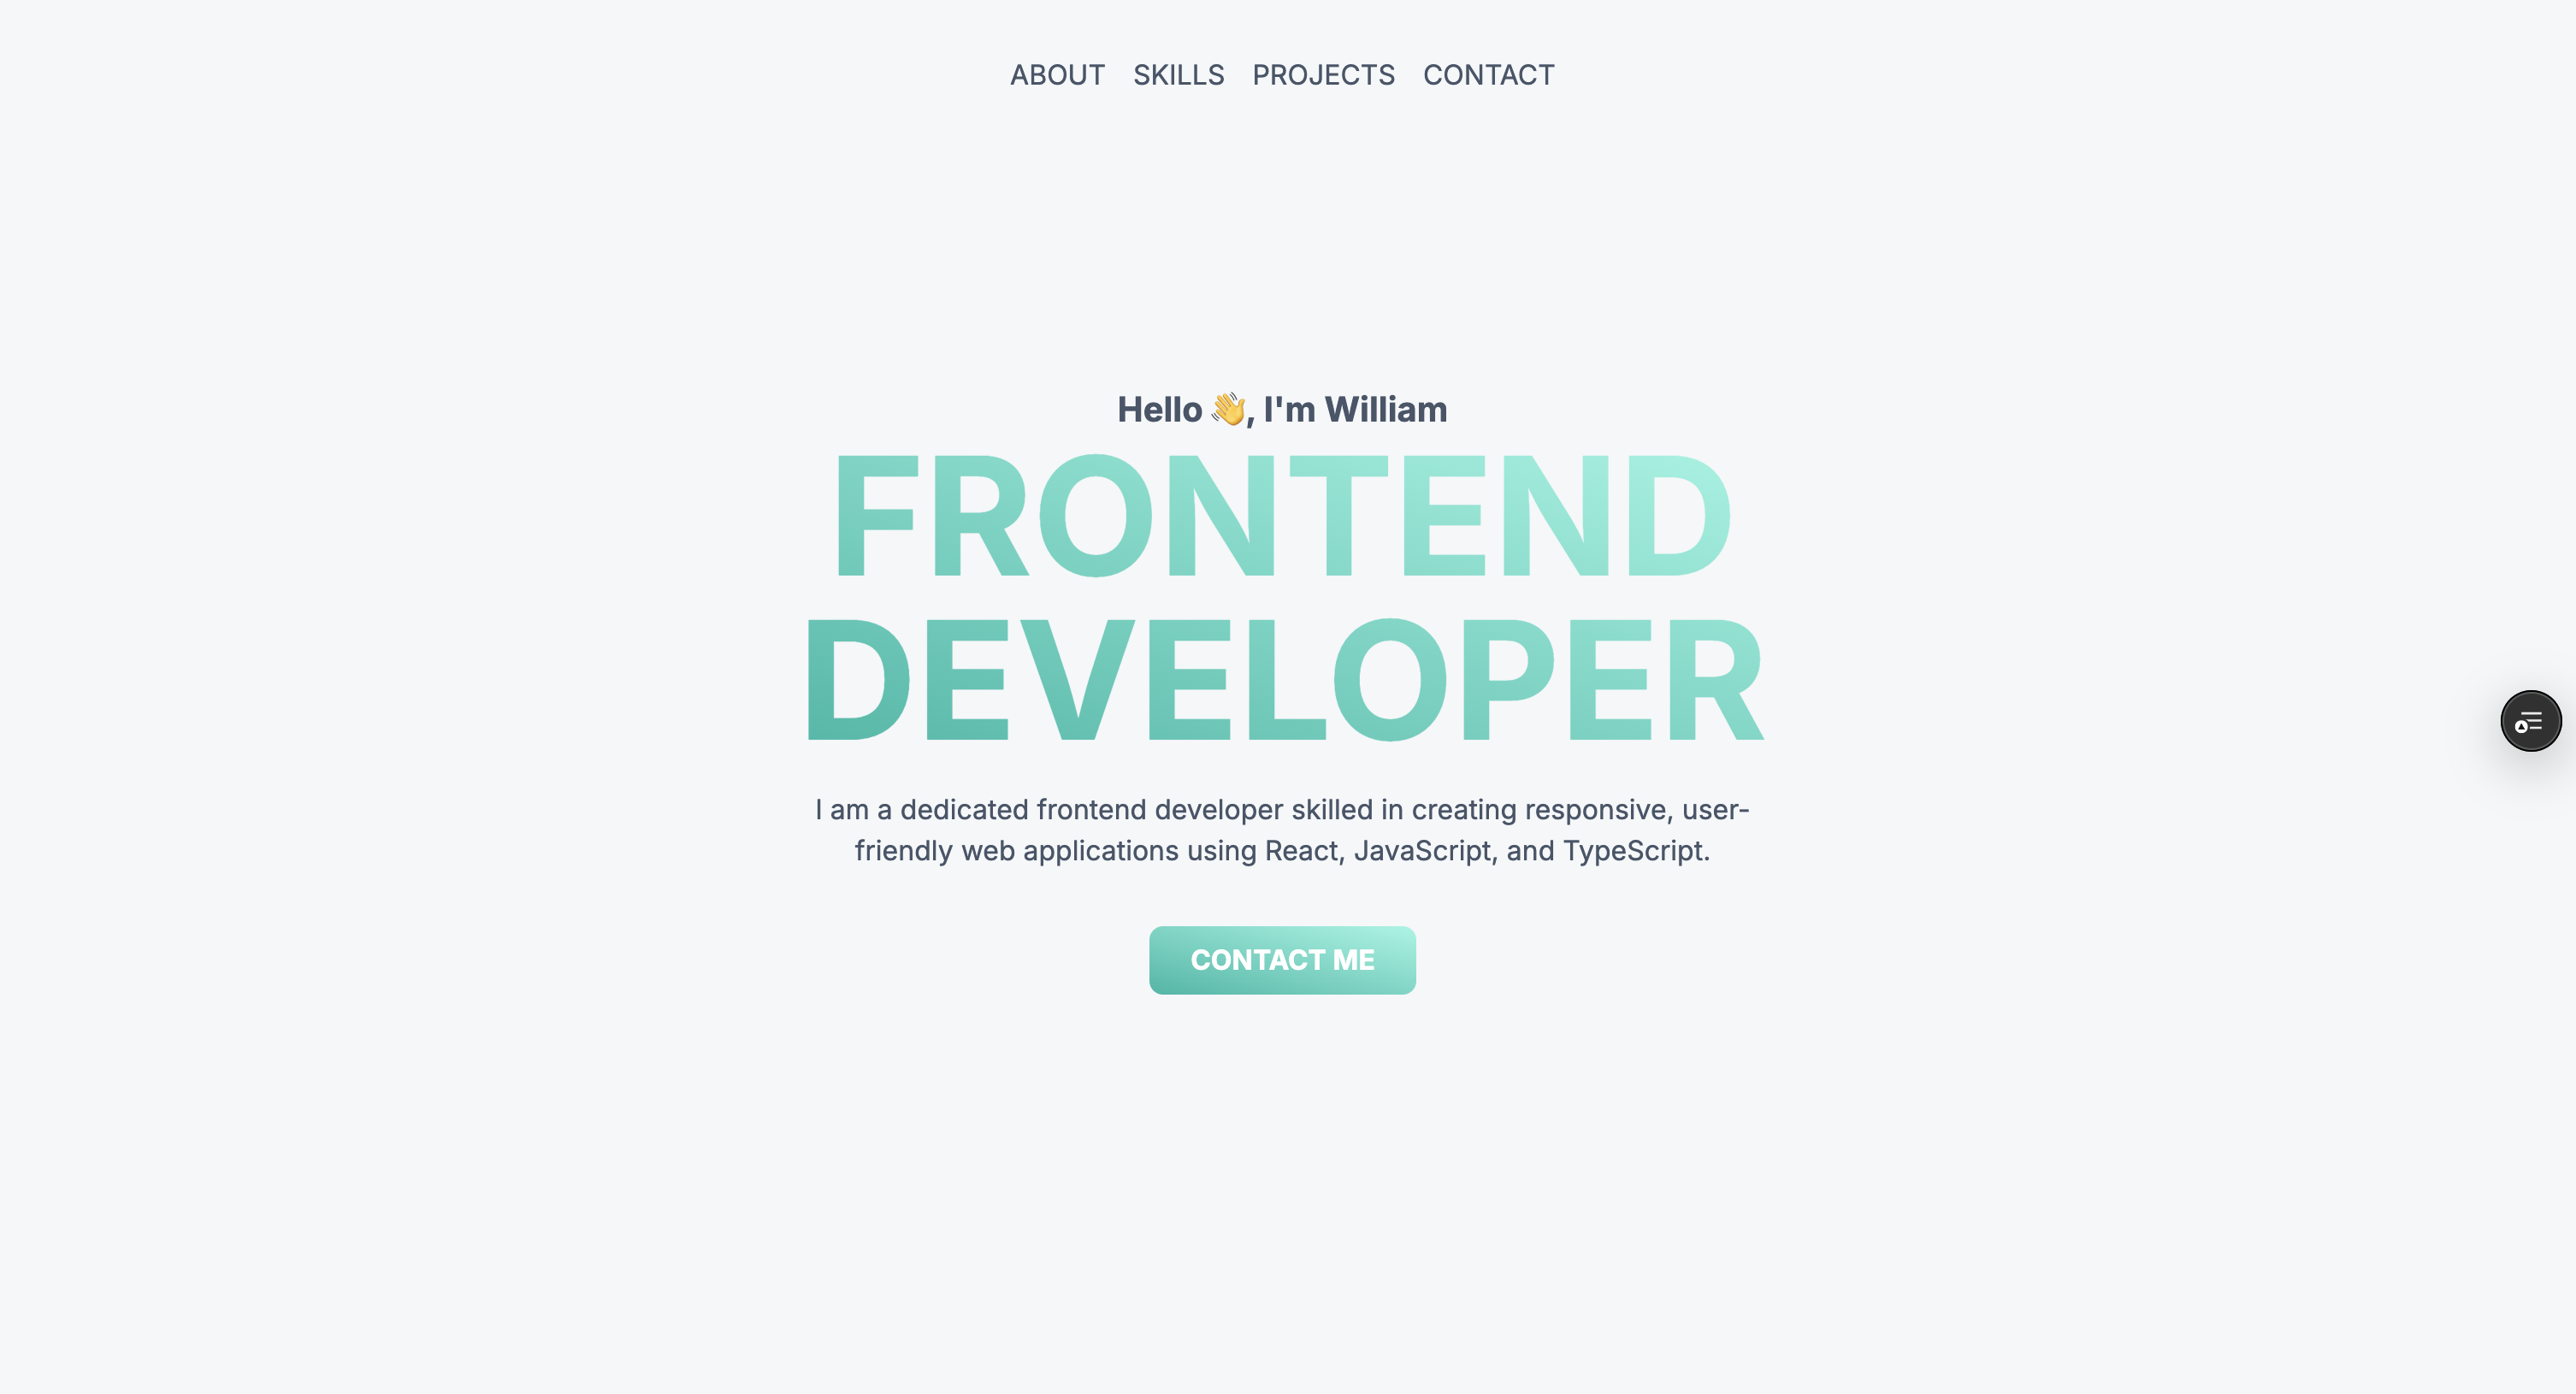 ABOUT SKILLS PROJECTS CONTACT
Hello 👋, I'm William
FRONTEND
DEVELOPER
I am a dedicated frontend developer skilled in creating responsive, user-
friendly web applications using React, JavaScript, and TypeScript.
CONTACT ME